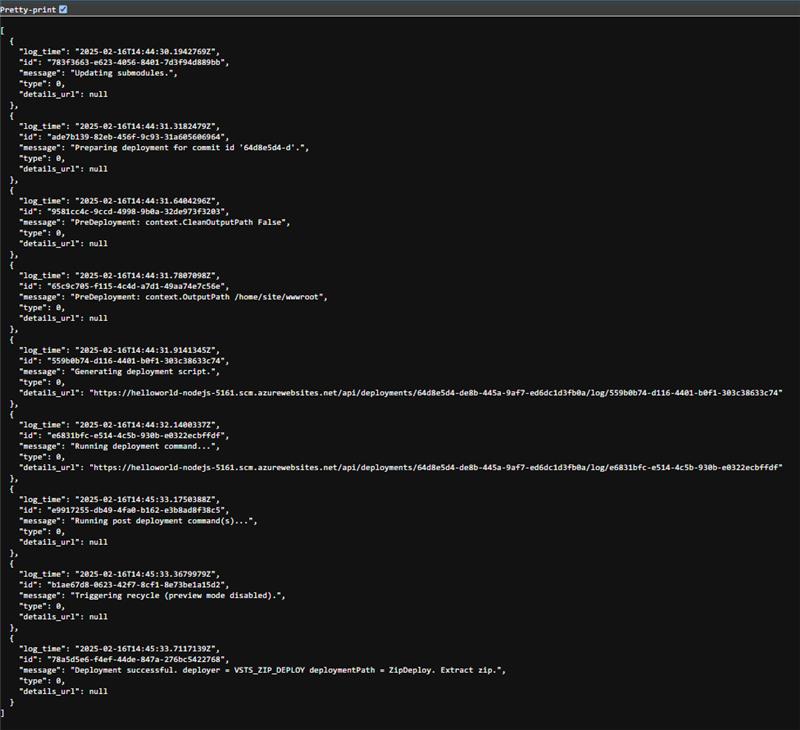 Pretty-print
[
  {
    "log_time": "2025-02-16T14:44:30.1942769Z",
    "id": "783f3663-e623-4056-8401-7d3f94d889bb",
    "message": "Updating submodules.",
    "type": 0,
    "details_url": null
  },
  {
    "log_time": "2025-02-16T14:44:31.3182479Z",
    "id": "ade7b139-82eb-456f-9c93-31a605606964",
    "message": "Preparing deployment for commit id '64d8e5d4-d'.",
    "type": 0,
    "details_url": null
  },
  {
    "log_time": "2025-02-16T14:44:31.6404296Z",
    "id": "9581cc4c-9ccd-4998-9b0a-32de973f3203",
    "message": "PreDeployment: context.CleanOutputPath False",
    "type": 0,
    "details_url": null
  },
  {
    "log_time": "2025-02-16T14:44:31.7807098Z",
    "id": "65c9c705-f115-4c4d-a7d1-49aa74e7c56e",
    "message": "PreDeployment: context.OutputPath /home/site/wwwroot",
    "type": 0,
    "details_url": null
  },
  {
    "log_time": "2025-02-16T14:44:31.9141345Z",
    "id": "559b0b74-d116-4401-b0f1-303c38633c74",
    "message": "Generating deployment script.",
    "type": 0,
    "details_url": "https://helloworld-nodejs-5161.scm.azurewebsites.net/api/deployments/64d8e5d4-de8b-445a-9af7-ed6dc1d3fb0a/log/559b0b74-d116-4401-b0f1-303c38633c74"
  },
  {
    "log_time": "2025-02-16T14:44:32.1400337Z",
    "id": "e6831bfc-e514-4c5b-930b-e0322ecbffdf",
    "message": "Running deployment command...",
    "type": 0,
    "details_url": "https://helloworld-nodejs-5161.scm.azurewebsites.net/api/deployments/64d8e5d4-de8b-445a-9af7-ed6dc1d3fb0a/log/e6831bfc-e514-4c5b-930b-e0322ecbffdf"
  },
  {
    "log_time": "2025-02-16T14:45:33.1750388Z",
    "id": "e9917255-db49-4fa0-b162-e3b8ad8f38c5",
    "message": "Running post deployment command(s)...",
    "type": 0,
    "details_url": null
  },
  {
    "log_time": "2025-02-16T14:45:33.3679979Z",
    "id": "b1ae67d8-0623-42f7-8cf1-8e73be1a15d2",
    "message": "Triggering recycle (preview mode disabled).",
    "type": 0,
    "details_url": null
  },
  {
    "log_time": "2025-02-16T14:45:33.7117139Z",
    "id": "78a5d5e6-f4ef-44de-847a-276bc5422768",
    "message": "Deployment successful. deployer = VSTS_ZIP_DEPLOY deploymentPath = ZipDeploy. Extract zip.",
    "type": 0,
    "details_url": null
  }
]